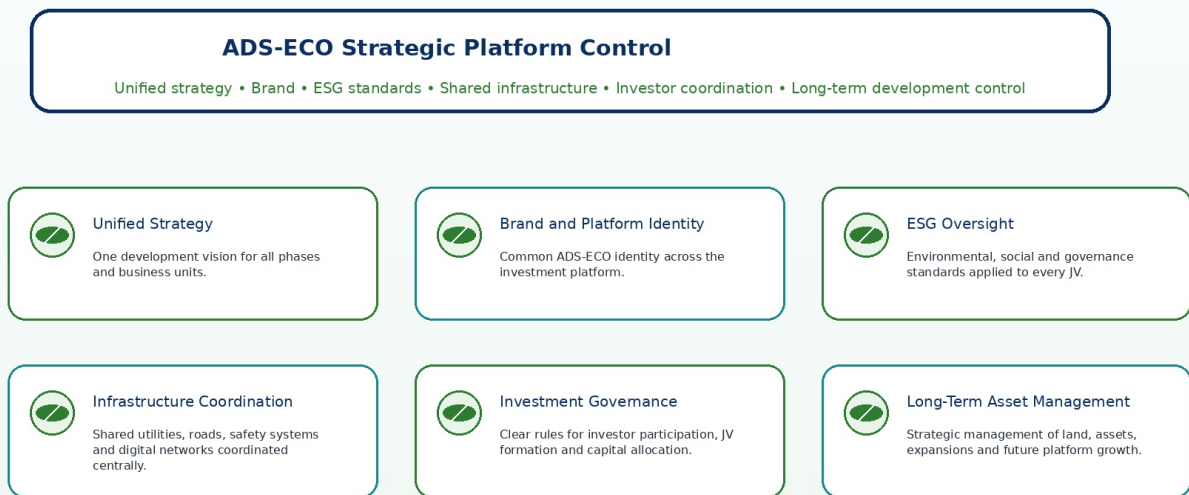 ADS-ECO Strategic Platform Control
Unified strategy • Brand • ESG standards • Shared infrastructure • Investor coordination • Long-term development control
Unified Strategy
One development vision for all phases
and business units.
Brand and Platform Identity
Common ADS-ECO identity across the
investment platform.
ESG Oversight
Environmental, social and governance
standards applied to every JV.
Infrastructure Coordination
Shared utilities, roads, safety systems
and digital networks coordinated
centrally.
Investment Governance
Clear rules for investor participation, JV
formation and capital allocation.
Long-Term Asset Management
Strategic management of land, assets,
expansions and future platform growth.